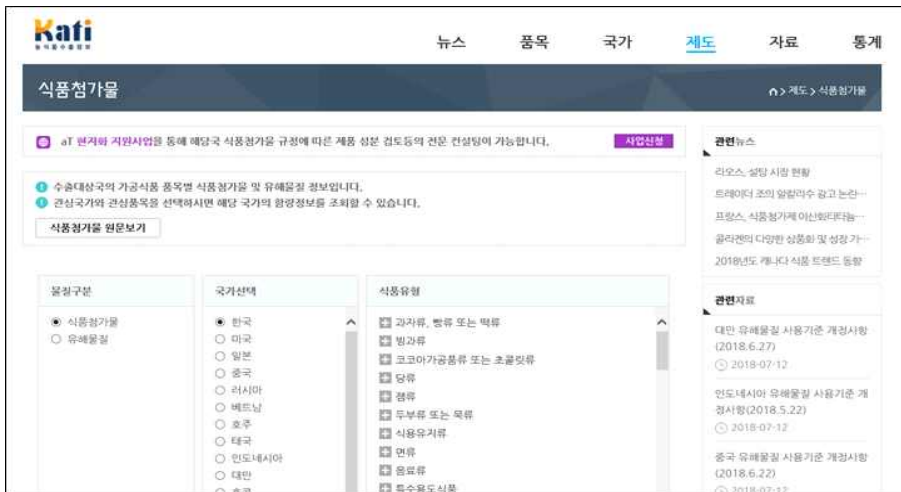 Kati
농식품수출정보
뉴스 품목 국가 제도 자료 통계
식품첨가물
> 제도 > 식품첨가물
aT 현지화 지원사업을 통해 해당국 식품첨가물 규정에 따른 제품 성분 검토등의 전문 컨설팅이 가능합니다.
사업신청
수출대상국의 가공식품 품목별 식품첨가물 및 유해물질 정보입니다.
관심국가와 관심품목을 선택하시면 해당 국가의 함량정보를 조회할 수 있습니다.
식품첨가물 원문보기
물질구분
식품첨가물
유해물질
국가선택
한국
미국
일본
중국
러시아
베트남
호주
태국
인도네시아
대만
홍콩
식품유형
과자류, 빵류 또는 떡류
빙과류
코코아가공품류 또는 초콜릿류
당류
잼류
두부류 또는 묵류
식용유지류
면류
음료류
특수용도식품
관련뉴스
라오스, 설탕 시장 현황
트레이더 조의 알칼리수 광고 논란…
프랑스, 식품첨가제 이산화티타늄…
콜라겐의 다양한 상품화 및 성장 가…
2018년도 캐나다 식품 트렌드 동향
관련자료
대만 유해물질 사용기준 개정사항
(2018.6.27)
2018-07-12
인도네시아 유해물질 사용기준 개
정사항(2018.5.22)
2018-07-12
중국 유해물질 사용기준 개정사항
(2018.6.22)
2018-07-12